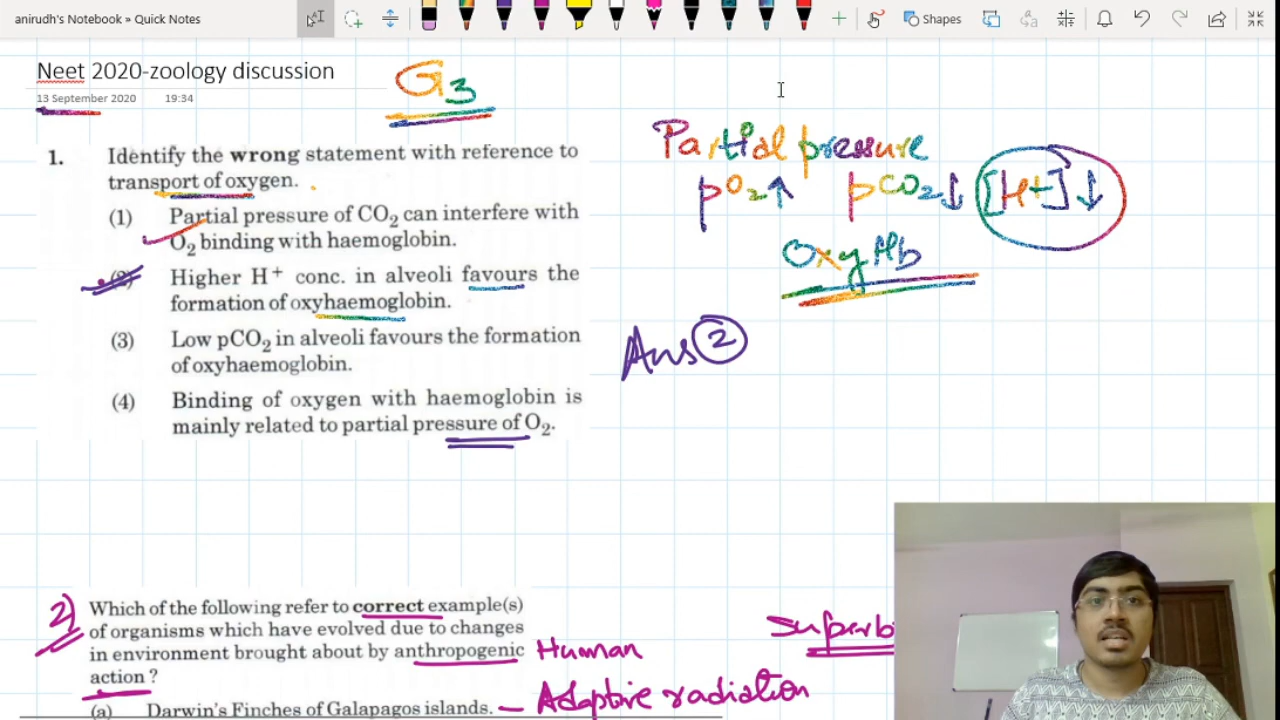 anirudh's Notebook » Quick Notes
Shapes
Neet 2020-zoology discussion
13 September 2020 19:34
G3
1. Identify the wrong statement with reference to
transport of oxygen.
(1) Partial pressure of CO₂ can interfere with
O₂ binding with haemoglobin.
(2) Higher H⁺ conc. in alveoli favours the
formation of oxyhaemoglobin.
(3) Low pCO₂ in alveoli favours the formation
of oxyhaemoglobin.
(4) Binding of oxygen with haemoglobin is
mainly related to partial pressure of O₂.
Partial pressure
pO₂↑ pCO₂↓ [H+]↓
OxyHb
Ans 2
2) Which of the following refer to correct example(s)
of organisms which have evolved due to changes
in environment brought about by anthropogenic
action ?
Human
(a) Darwin's Finches of Galapagos islands. – Adaptive radiation
Superb